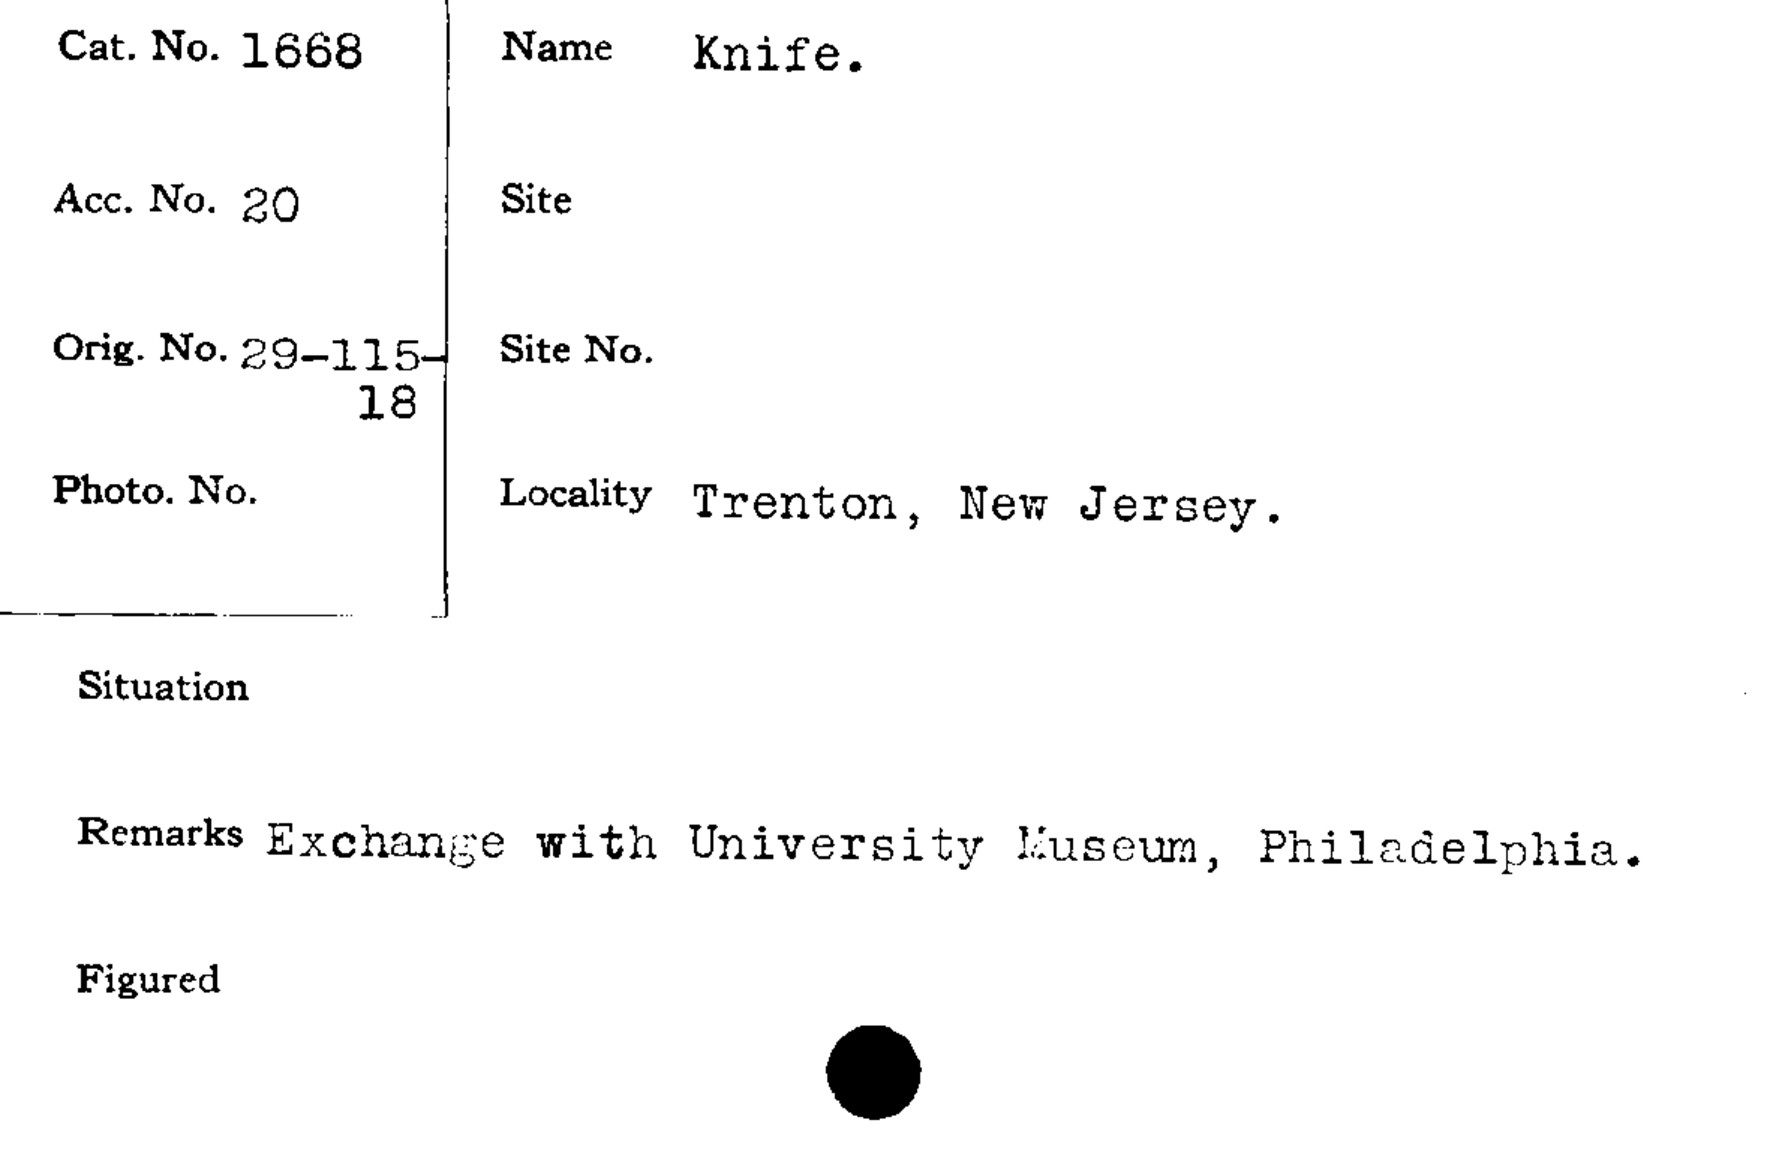 Cat. No. 1668
Name Knife.
Acc. No. 20
Site
Orig. No. 29-115-
18
Site No.
Photo. No.
Locality Trenton, New Jersey.
Situation
Remarks Exchange with University Museum, Philadelphia.
Figured